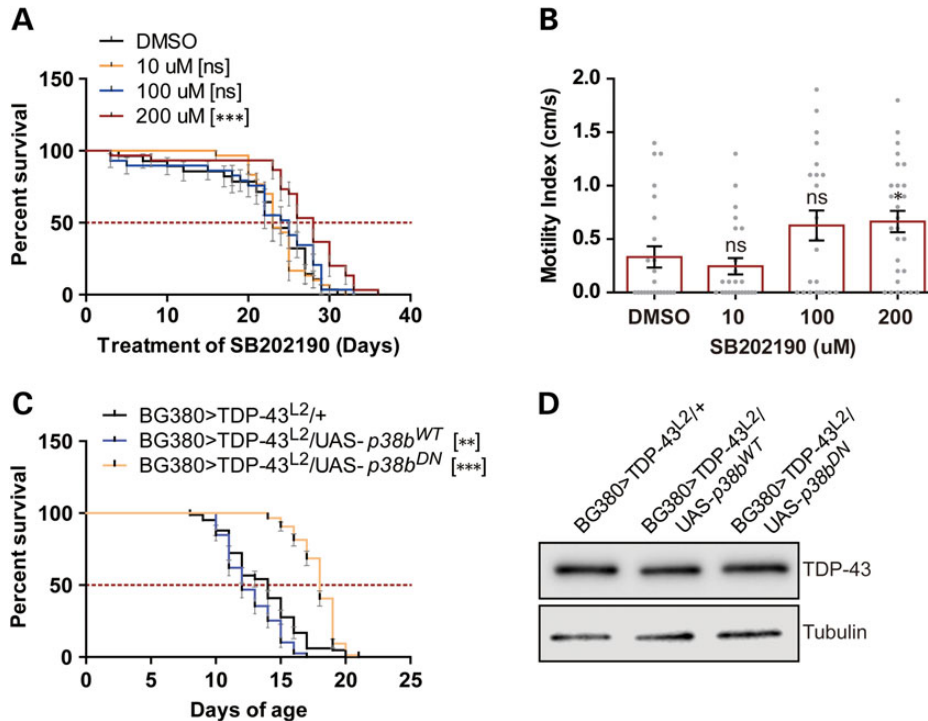 A
DMSO
10 uM [ns]
100 uM [ns]
200 uM [***]
Percent survival
150
100
50
0
0 10 20 30 40
Treatment of SB202190 (Days)
B
Motility Index (cm/s)
2.0
1.5
1.0
0.5
0.0
ns
ns
*
DMSO 10 100 200
SB202190 (uM)
C
BG380>TDP-43L2/+
BG380>TDP-43L2/UAS-p38bWT [**]
BG380>TDP-43L2/UAS-p38bDN [***]
Percent survival
150
100
50
0
0 5 10 15 20 25
Days of age
D
BG380>TDP-43L2/+
BG380>TDP-43L2/
UAS-p38bWT
BG380>TDP-43L2/
UAS-p38bDN
TDP-43
Tubulin